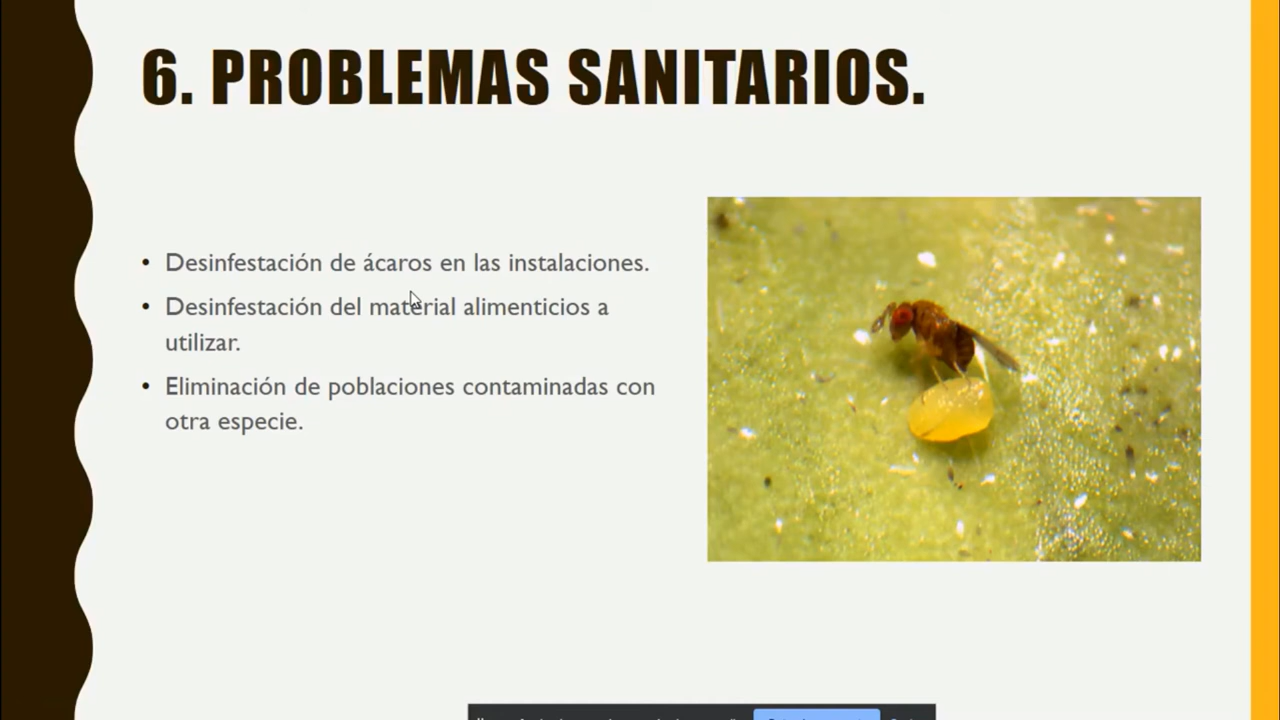 6. PROBLEMAS SANITARIOS.
• Desinfestación de ácaros en las instalaciones.
• Desinfestación del material alimenticios a
utilizar.
• Eliminación de poblaciones contaminadas con
otra especie.